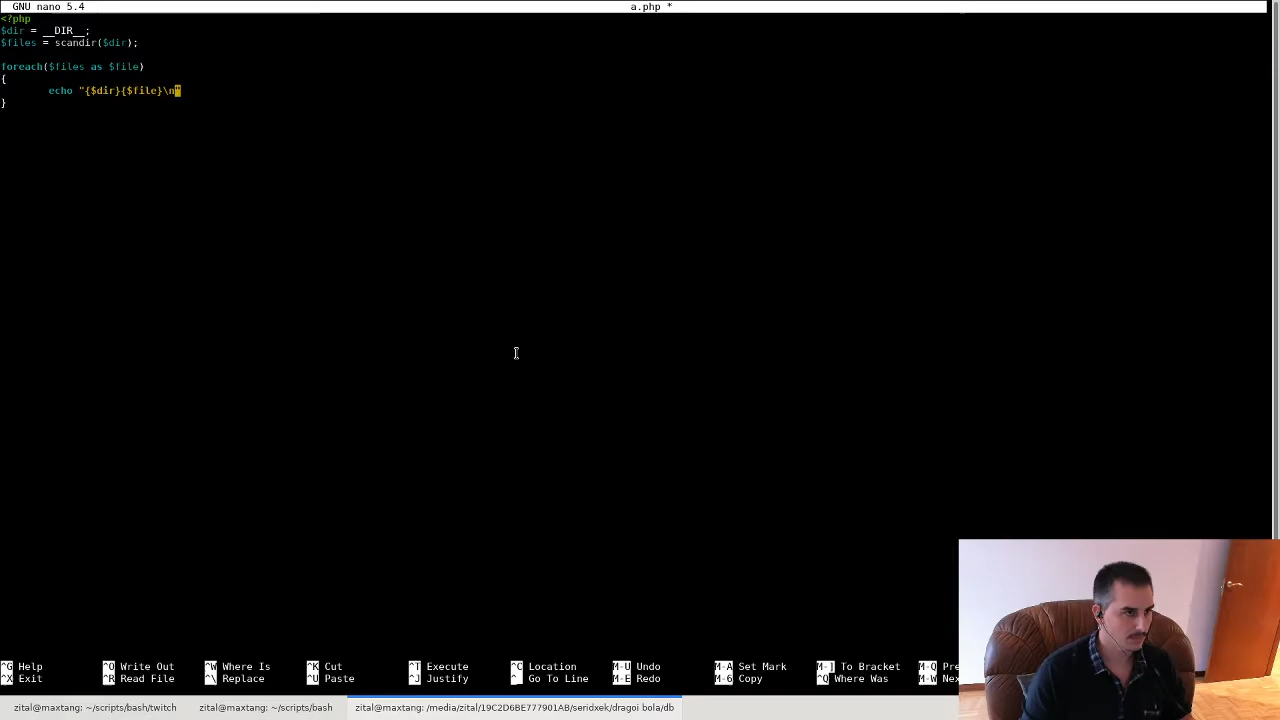 GNU nano 5.4 a.php *
<?php
$dir = __DIR__;
$files = scandir($dir);
foreach($files as $file)
{
echo "{$dir}{$file}\n"
}
^G Help ^O Write Out ^W Where Is ^K Cut ^T Execute ^C Location M-U Undo M-A Set Mark M-] To Bracket M-Q Pre
^X Exit ^R Read File ^\ Replace ^U Paste ^J Justify ^_ Go To Line M-E Redo M-6 Copy ^Q Where Was M-W Nex
zital@maxtang: ~/scripts/bash/twitch zital@maxtang: ~/scripts/bash zital@maxtang: /media/zital/19C2D6BE777901AB/seridxek/dragoi bola/db